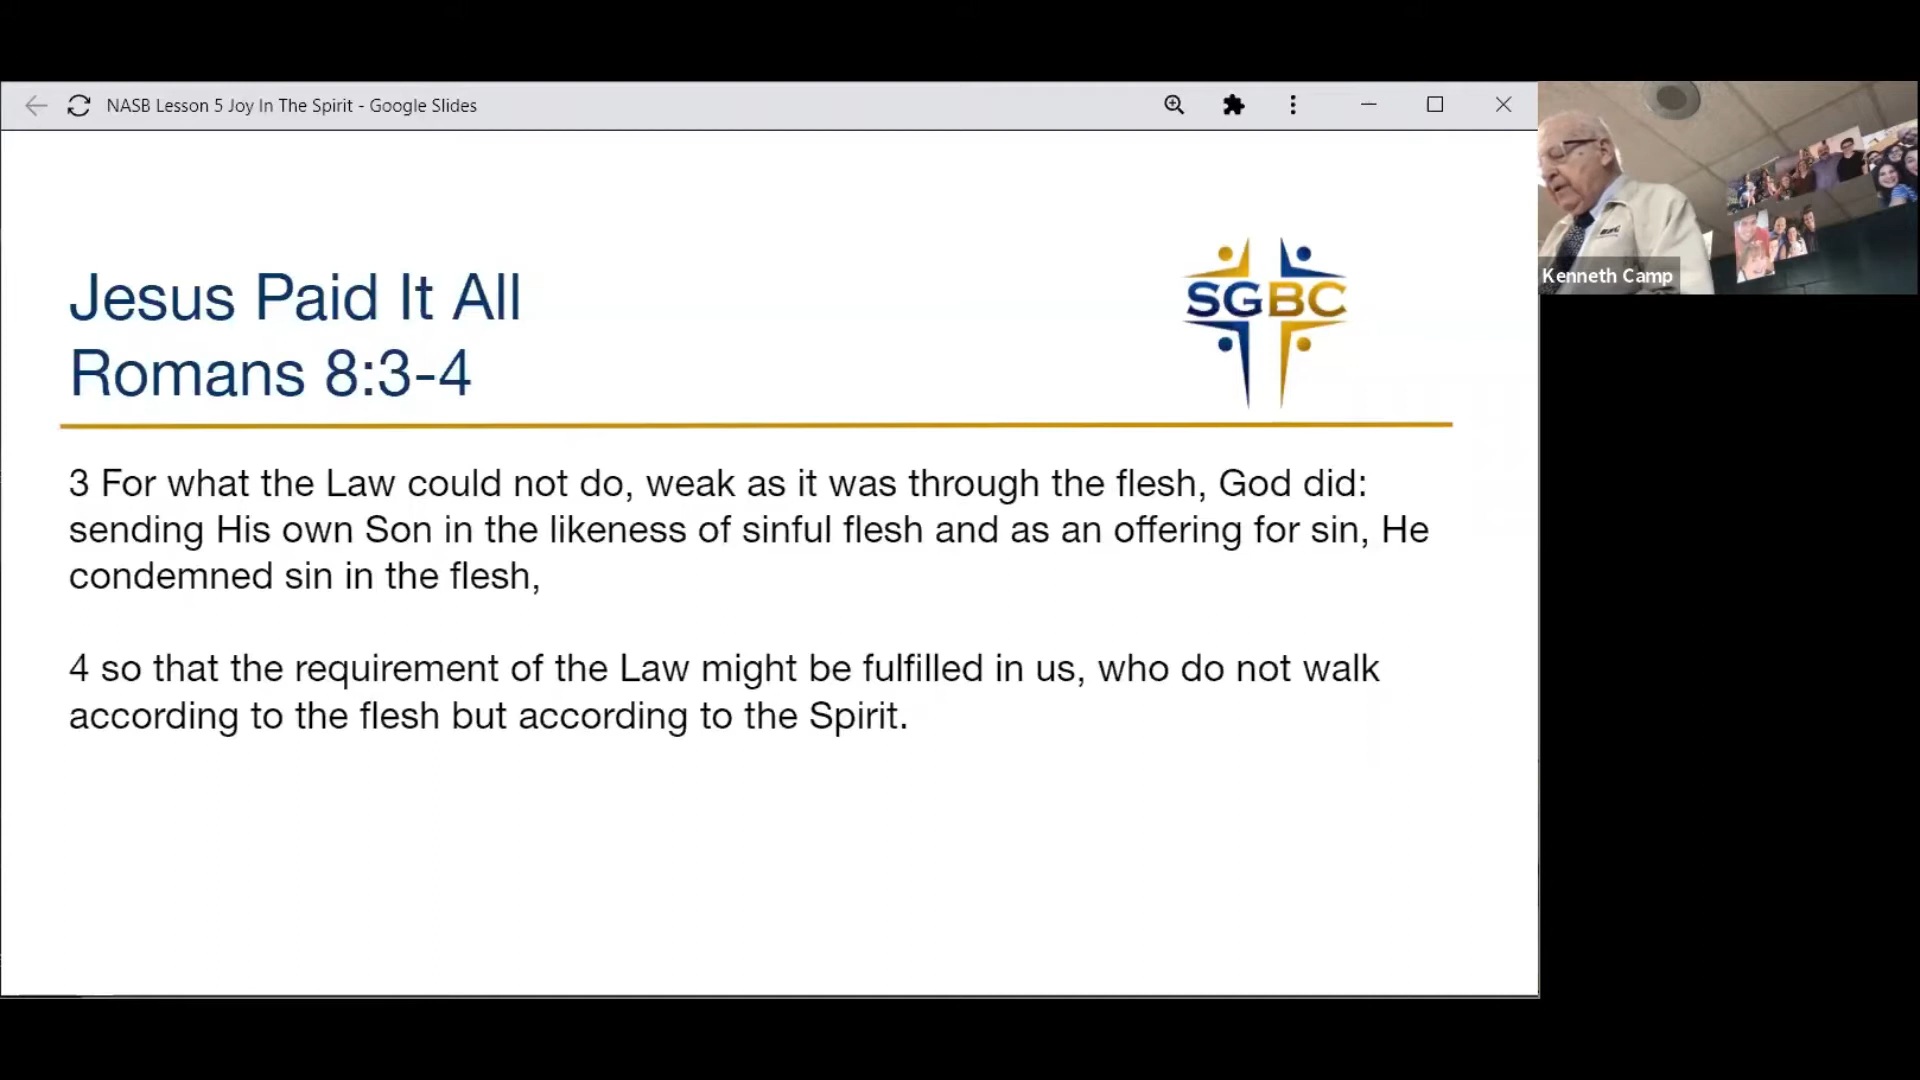 NASB Lesson 5 Joy In The Spirit - Google Slides
Kenneth Camp
Jesus Paid It All
Romans 8:3-4
SGBC
3 For what the Law could not do, weak as it was through the flesh, God did:
sending His own Son in the likeness of sinful flesh and as an offering for sin, He
condemned sin in the flesh,
4 so that the requirement of the Law might be fulfilled in us, who do not walk
according to the flesh but according to the Spirit.